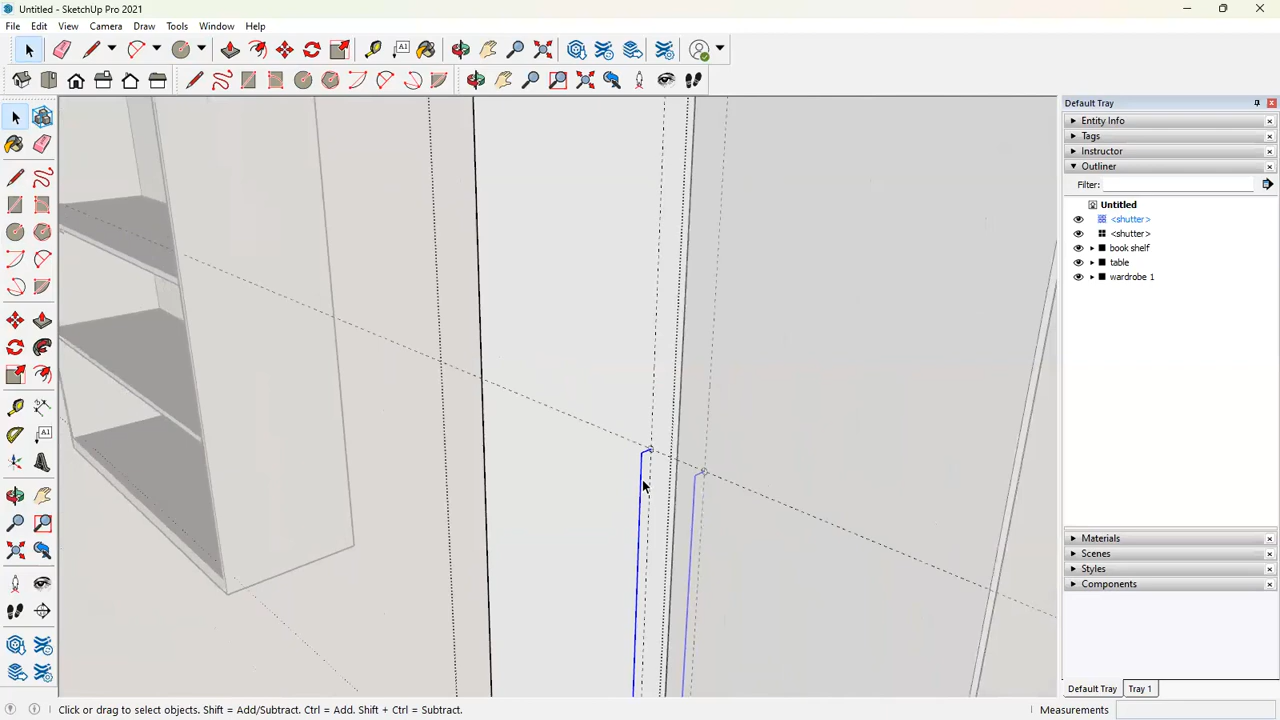 Untitled - SketchUp Pro 2021
File Edit View Camera Draw Tools Window Help
A1
Default Tray
Entity Info
Tags
Instructor
Outliner
Filter:
Untitled
<shutter>
<shutter>
book shelf
table
wardrobe 1
A1
Materials
Scenes
Styles
Components
Default Tray Tray 1
Click or drag to select objects. Shift = Add/Subtract. Ctrl = Add. Shift + Ctrl = Subtract. Measurements